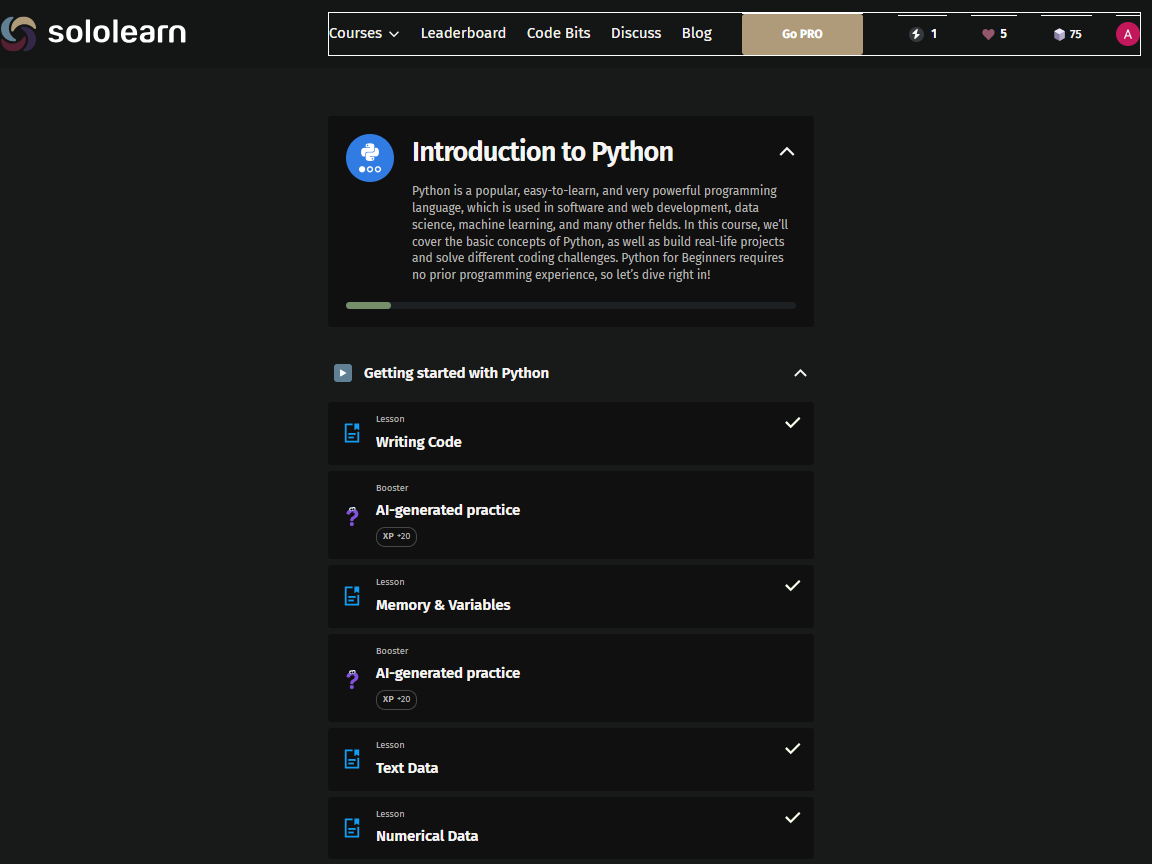 sololearn
Courses Leaderboard Code Bits Discuss Blog Go PRO 1 5 75 A
Introduction to Python
Python is a popular, easy-to-learn, and very powerful programming
language, which is used in software and web development, data
science, machine learning, and many other fields. In this course, we'll
cover the basic concepts of Python, as well as build real-life projects
and solve different coding challenges. Python for Beginners requires
no prior programming experience, so let's dive right in!
Getting started with Python
Lesson
Writing Code
Booster
AI-generated practice
XP +20
Lesson
Memory & Variables
Booster
AI-generated practice
XP +20
Lesson
Text Data
Lesson
Numerical Data